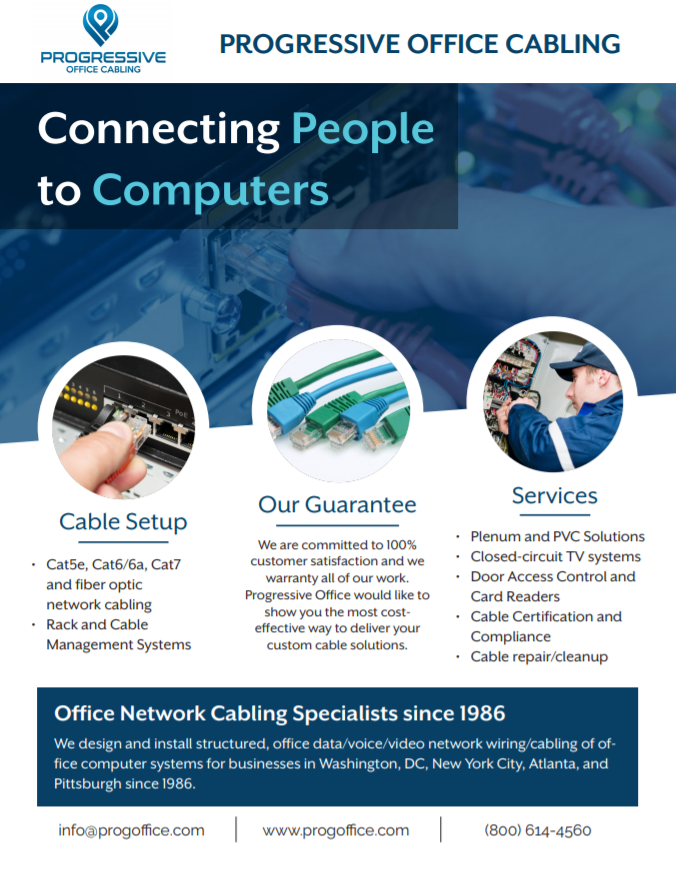 PROGRESSIVE
OFFICE CABLING
PROGRESSIVE OFFICE CABLING
Connecting People
to Computers
1
2
3
PoE
Cable Setup
• Cat5e, Cat6/6a, Cat7
and fiber optic
network cabling
• Rack and Cable
Management Systems
Our Guarantee
We are committed to 100%
customer satisfaction and we
warranty all of our work.
Progressive Office would like to
show you the most cost-
effective way to deliver your
custom cable solutions.
Services
• Plenum and PVC Solutions
• Closed-circuit TV systems
• Door Access Control and
Card Readers
• Cable Certification and
Compliance
• Cable repair/cleanup
Office Network Cabling Specialists since 1986
We design and install structured, office data/voice/video network wiring/cabling of of-
fice computer systems for businesses in Washington, DC, New York City, Atlanta, and
Pittsburgh since 1986.
info@progoffice.com
www.progoffice.com
(800) 614-4560